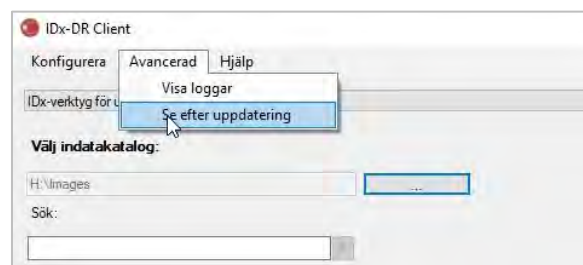 IDx-DR Client
Konfigurera Avancerad Hjälp
Visa loggar
IDx-verktyg för
Se efter uppdatering
Välj indatakatalog:
H:\Images
...
Sök: